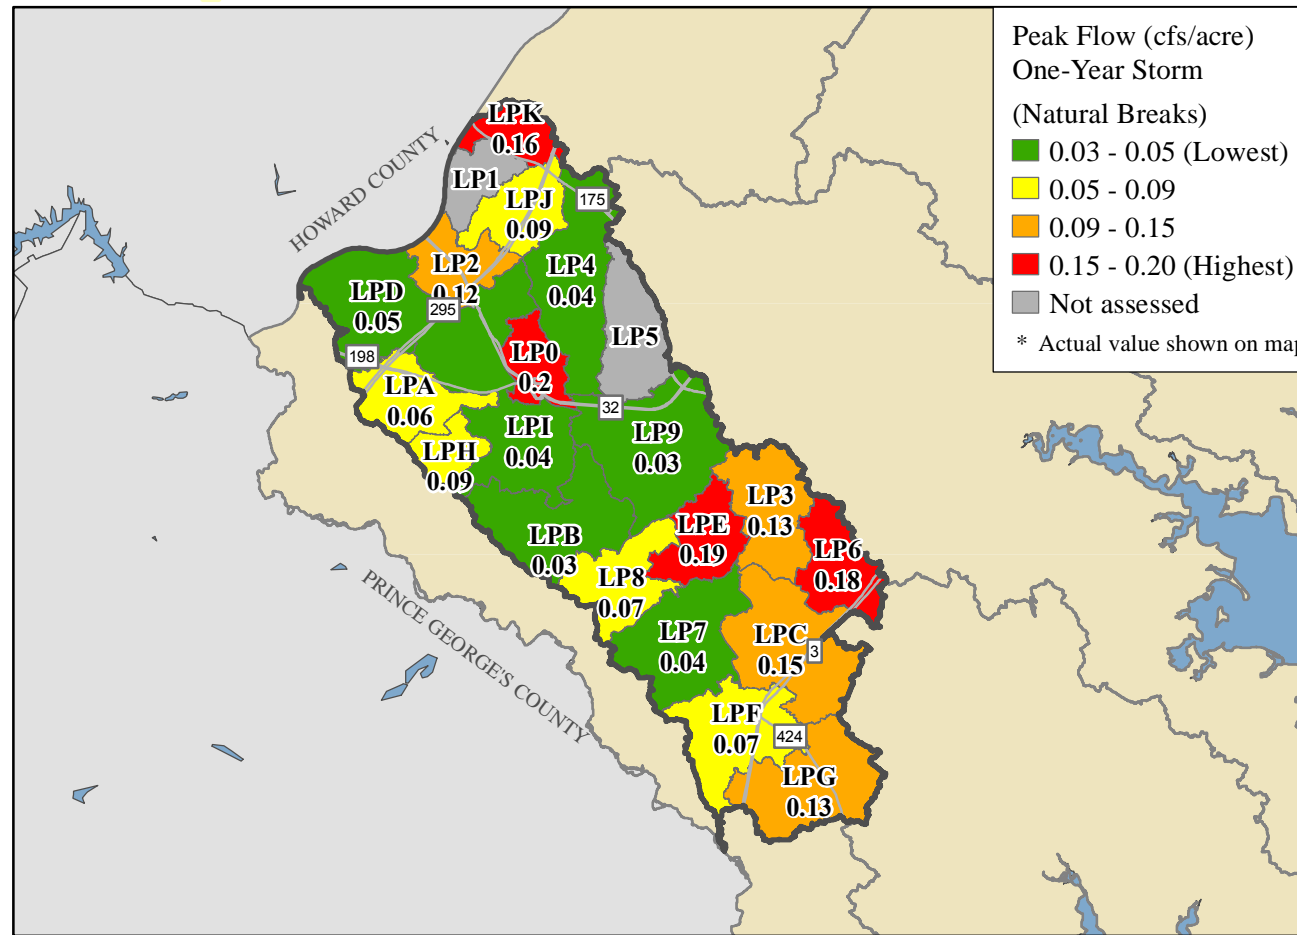 Peak Flow (cfs/acre)
One-Year Storm
(Natural Breaks)
0.03 - 0.05 (Lowest)
0.05 - 0.09
0.09 - 0.15
0.15 - 0.20 (Highest)
Not assessed
* Actual value shown on map
HOWARD COUNTY
LPK
0.16
LP1
LPJ
0.09
175
LP2
0.12
LP4
0.04
LPD
0.05
295
LP5
198
LP0
0.2
LPA
0.06
32
LPI
0.04
LP9
0.03
LPH
0.09
LP3
0.13
LPE
0.19
LPB
0.03
LP6
0.18
LP8
0.07
PRINCE GEORGE'S COUNTY
LP7
0.04
LPC
0.15
3
LPF
0.07
424
LPG
0.13